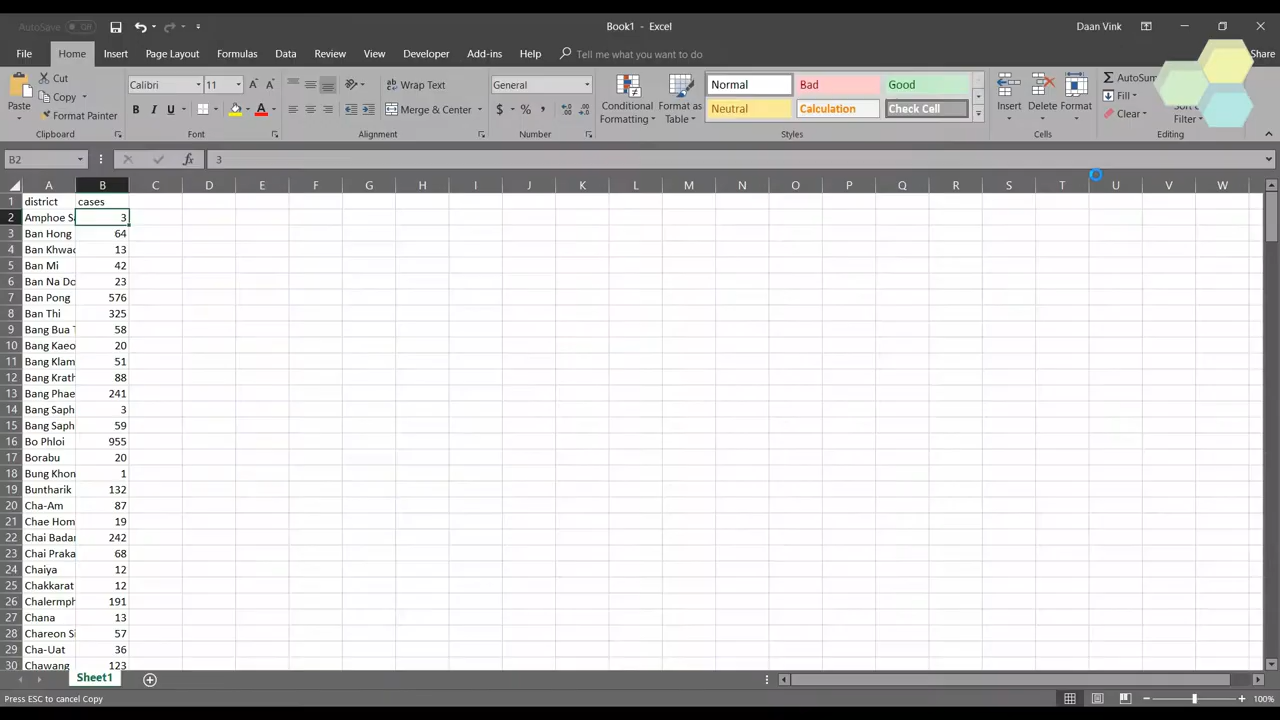 AutoSave Off
Book1 - Excel
Daan Vink
File Home Insert Page Layout Formulas Data Review View Developer Add-ins Help Tell me what you want to do Share
Paste Cut Copy Format Painter Clipboard
Calibri 11 A A B I U A Font
Wrap Text Merge & Center Alignment
General $ % , Number
Conditional Formatting Format as Table
Normal Bad Good
Neutral Calculation Check Cell
Styles
Insert Delete Format Cells
AutoSum Fill Clear Sort Filter Editing
B2 fx 3
A B C D E F G H I J K L M N O P Q R S T U V W
1 district cases
2 Amphoe Sa 3
3 Ban Hong 64
4 Ban Khwao 13
5 Ban Mi 42
6 Ban Na Do 23
7 Ban Pong 576
8 Ban Thi 325
9 Bang Bua T 58
10 Bang Kaeo 20
11 Bang Klam 51
12 Bang Krath 88
13 Bang Phae 241
14 Bang Saph 3
15 Bang Saph 59
16 Bo Phloi 955
17 Borabu 20
18 Bung Khon 1
19 Buntharik 132
20 Cha-Am 87
21 Chae Hom 19
22 Chai Badan 242
23 Chai Praka 68
24 Chaiya 12
25 Chakkarat 12
26 Chalermph 191
27 Chana 13
28 Chareon Si 57
29 Cha-Uat 36
30 Chawang 123
Sheet1
Press ESC to cancel Copy
100%